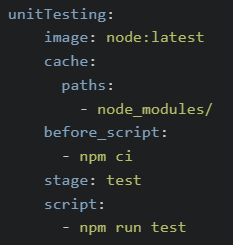 unitTesting:
    image: node:latest
    cache:
      paths:
        - node_modules/
    before_script:
      - npm ci
    stage: test
    script:
      - npm run test